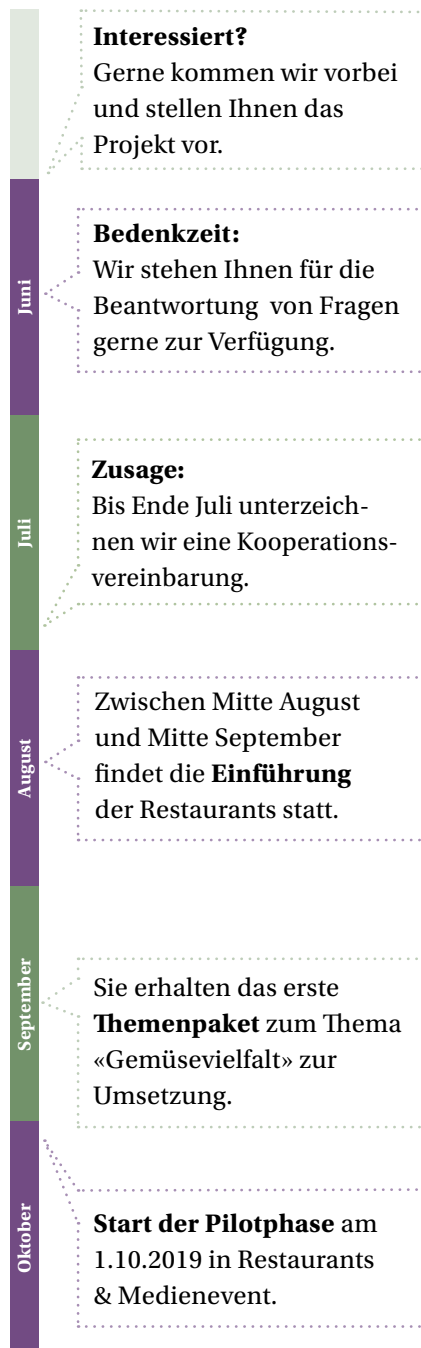 Interessiert?
Gerne kommen wir vorbei
und stellen Ihnen das
Projekt vor.
Juni
Bedenkzeit:
Wir stehen Ihnen für die
Beantwortung von Fragen
gerne zur Verfügung.
Juli
Zusage:
Bis Ende Juli unterzeich-
nen wir eine Kooperations-
vereinbarung.
August
Zwischen Mitte August
und Mitte September
findet die Einführung
der Restaurants statt.
September
Sie erhalten das erste
Themenpaket zum Thema
«Gemüsevielfalt» zur
Umsetzung.
Oktober
Start der Pilotphase am
1.10.2019 in Restaurants
& Medienevent.